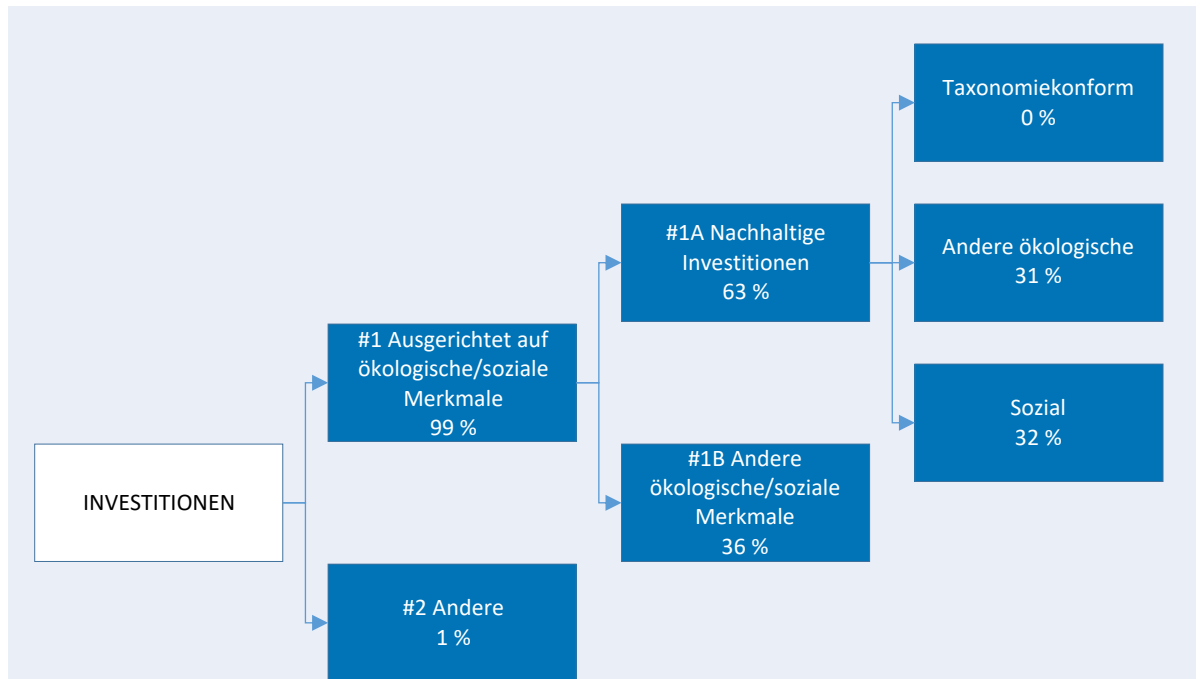 Taxonomiekonform
0 %
#1A Nachhaltige
Investitionen
63 %
Andere ökologische
31 %
#1 Ausgerichtet auf
ökologische/soziale
Merkmale
99 %
Sozial
32 %
INVESTITIONEN
#1B Andere
ökologische/soziale
Merkmale
36 %
#2 Andere
1 %